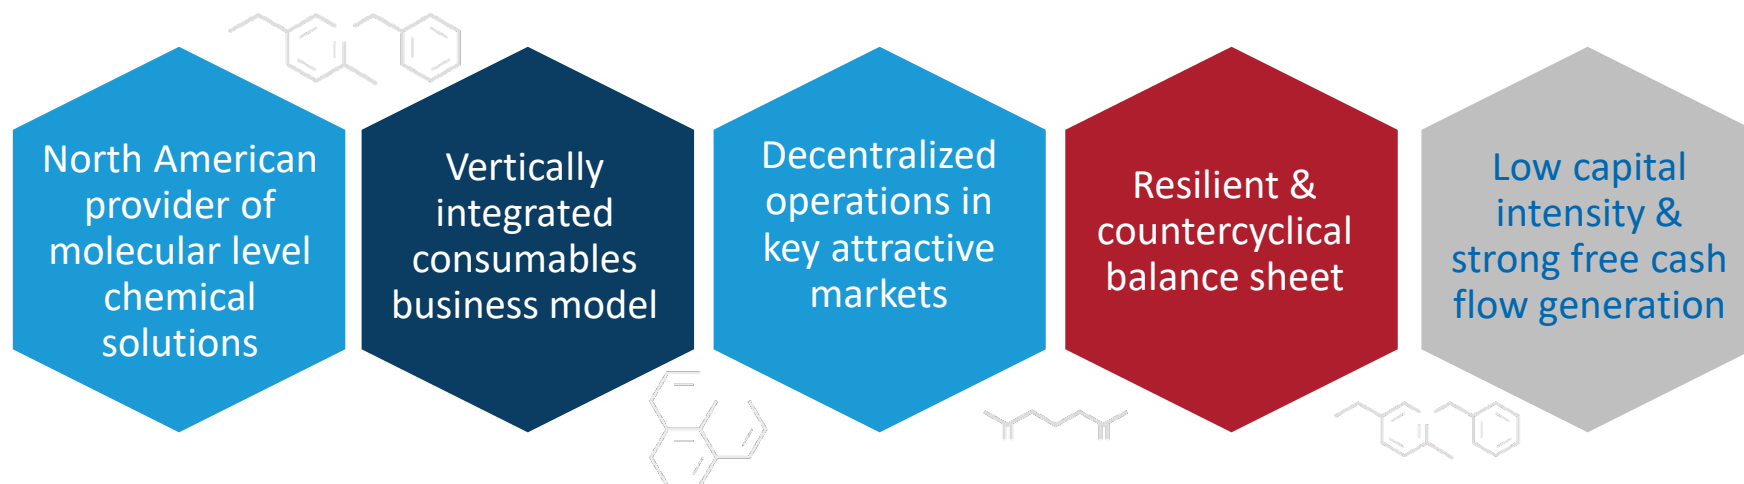 North American
provider of
molecular level
chemical
solutions
Vertically
integrated
consumables
business model
Decentralized
operations in
key attractive
markets
Resilient &
countercyclical
balance sheet
Low capital
intensity &
strong free cash
flow generation